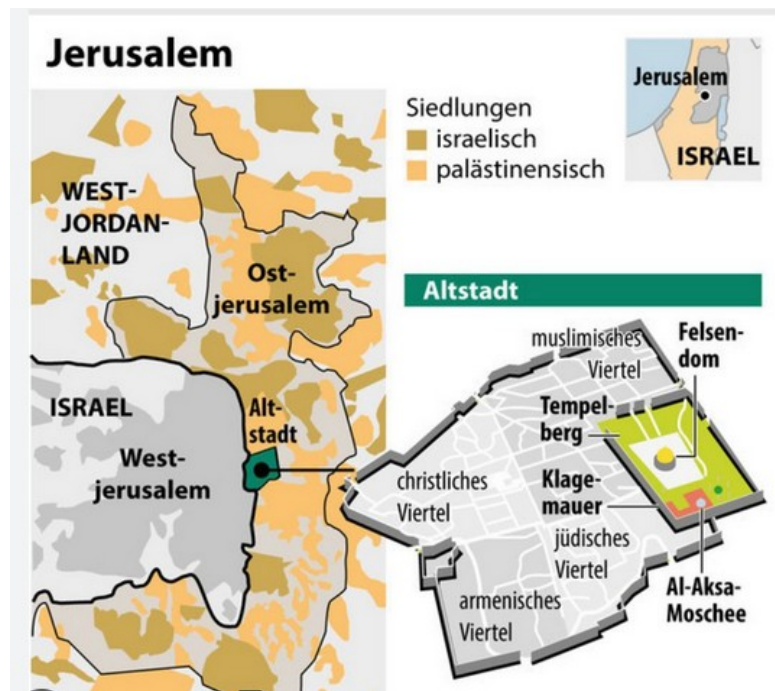 Jerusalem
Siedlungen
israelisch
palästinensisch
Jerusalem
ISRAEL
WEST-
JORDAN-
LAND
Ost-
jerusalem
ISRAEL
Alt-
stadt
West-
jerusalem
Altstadt
muslimisches
Viertel
Felsen-
dom
Tempel-
berg
christliches
Viertel
Klage-
mauer
jüdisches
Viertel
armenisches
Viertel
Al-Aksa-
Moschee